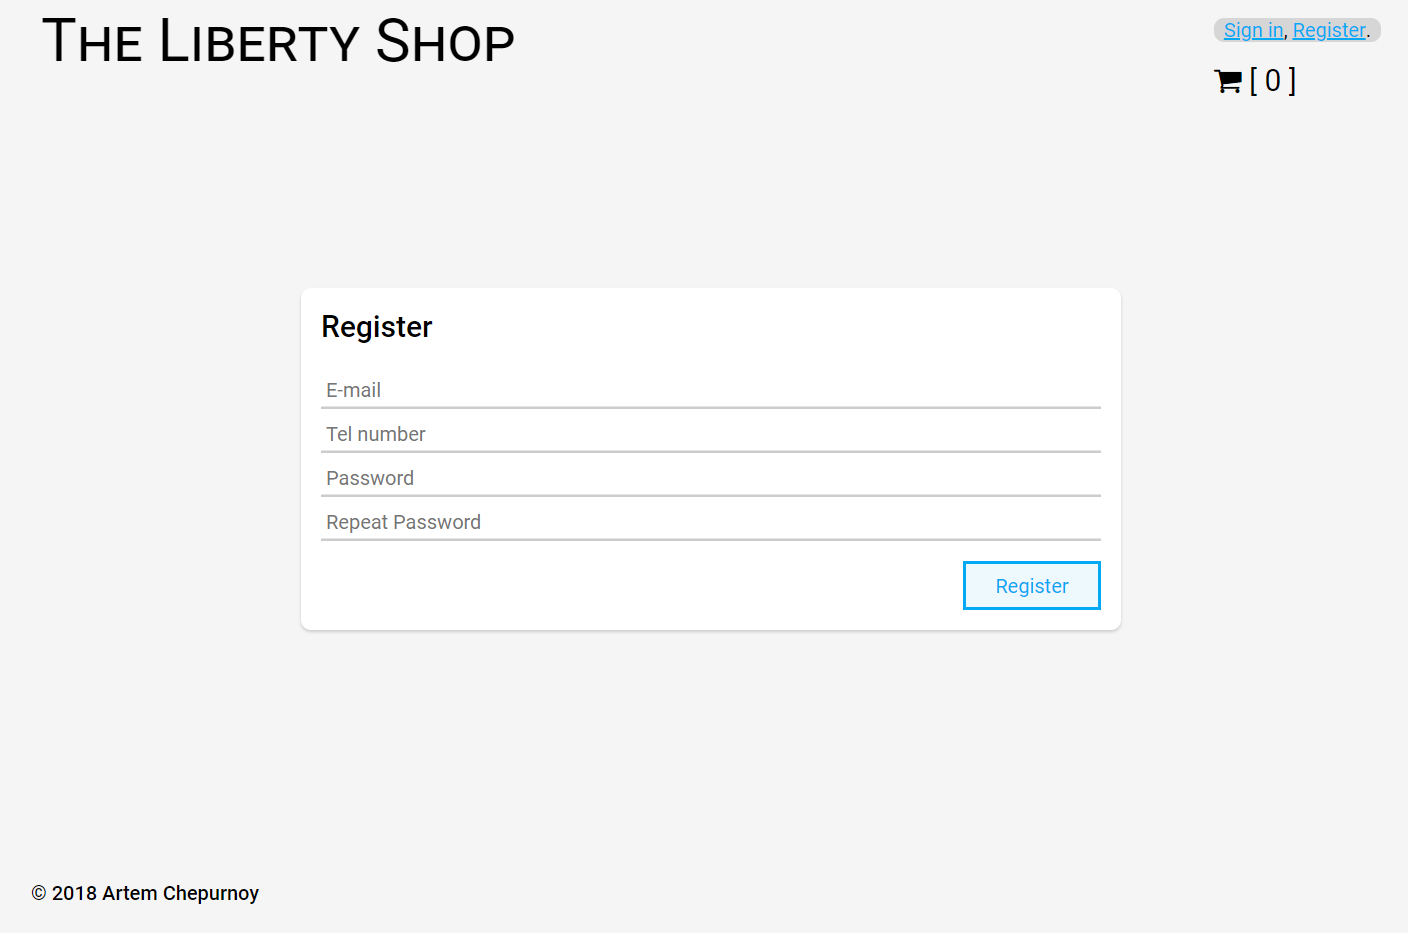 The Liberty Shop
Sign in, Register.
[ 0 ]
Register
E-mail
Tel number
Password
Repeat Password
Register
© 2018 Artem Chepurnoy